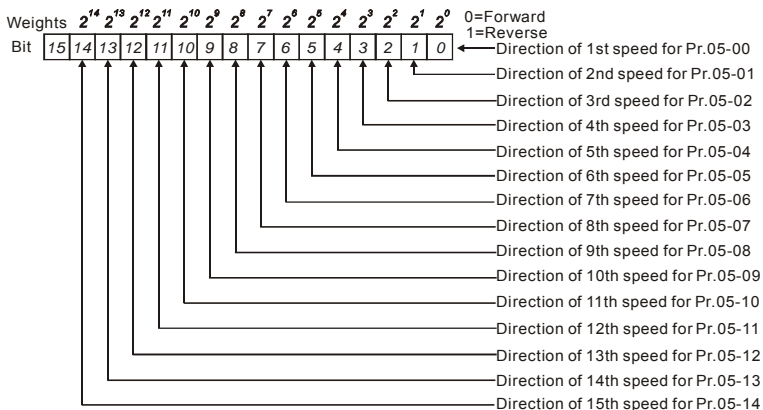 Weights 2^14 2^13 2^12 2^11 2^10 2^9 2^8 2^7 2^6 2^5 2^4 2^3 2^2 2^1 2^0 0=Forward
1=Reverse
Bit 15 14 13 12 11 10 9 8 7 6 5 4 3 2 1 0 Direction of 1st speed for Pr.05-00
Direction of 2nd speed for Pr.05-01
Direction of 3rd speed for Pr.05-02
Direction of 4th speed for Pr.05-03
Direction of 5th speed for Pr.05-04
Direction of 6th speed for Pr.05-05
Direction of 7th speed for Pr.05-06
Direction of 8th speed for Pr.05-07
Direction of 9th speed for Pr.05-08
Direction of 10th speed for Pr.05-09
Direction of 11th speed for Pr.05-10
Direction of 12th speed for Pr.05-11
Direction of 13th speed for Pr.05-12
Direction of 14th speed for Pr.05-13
Direction of 15th speed for Pr.05-14